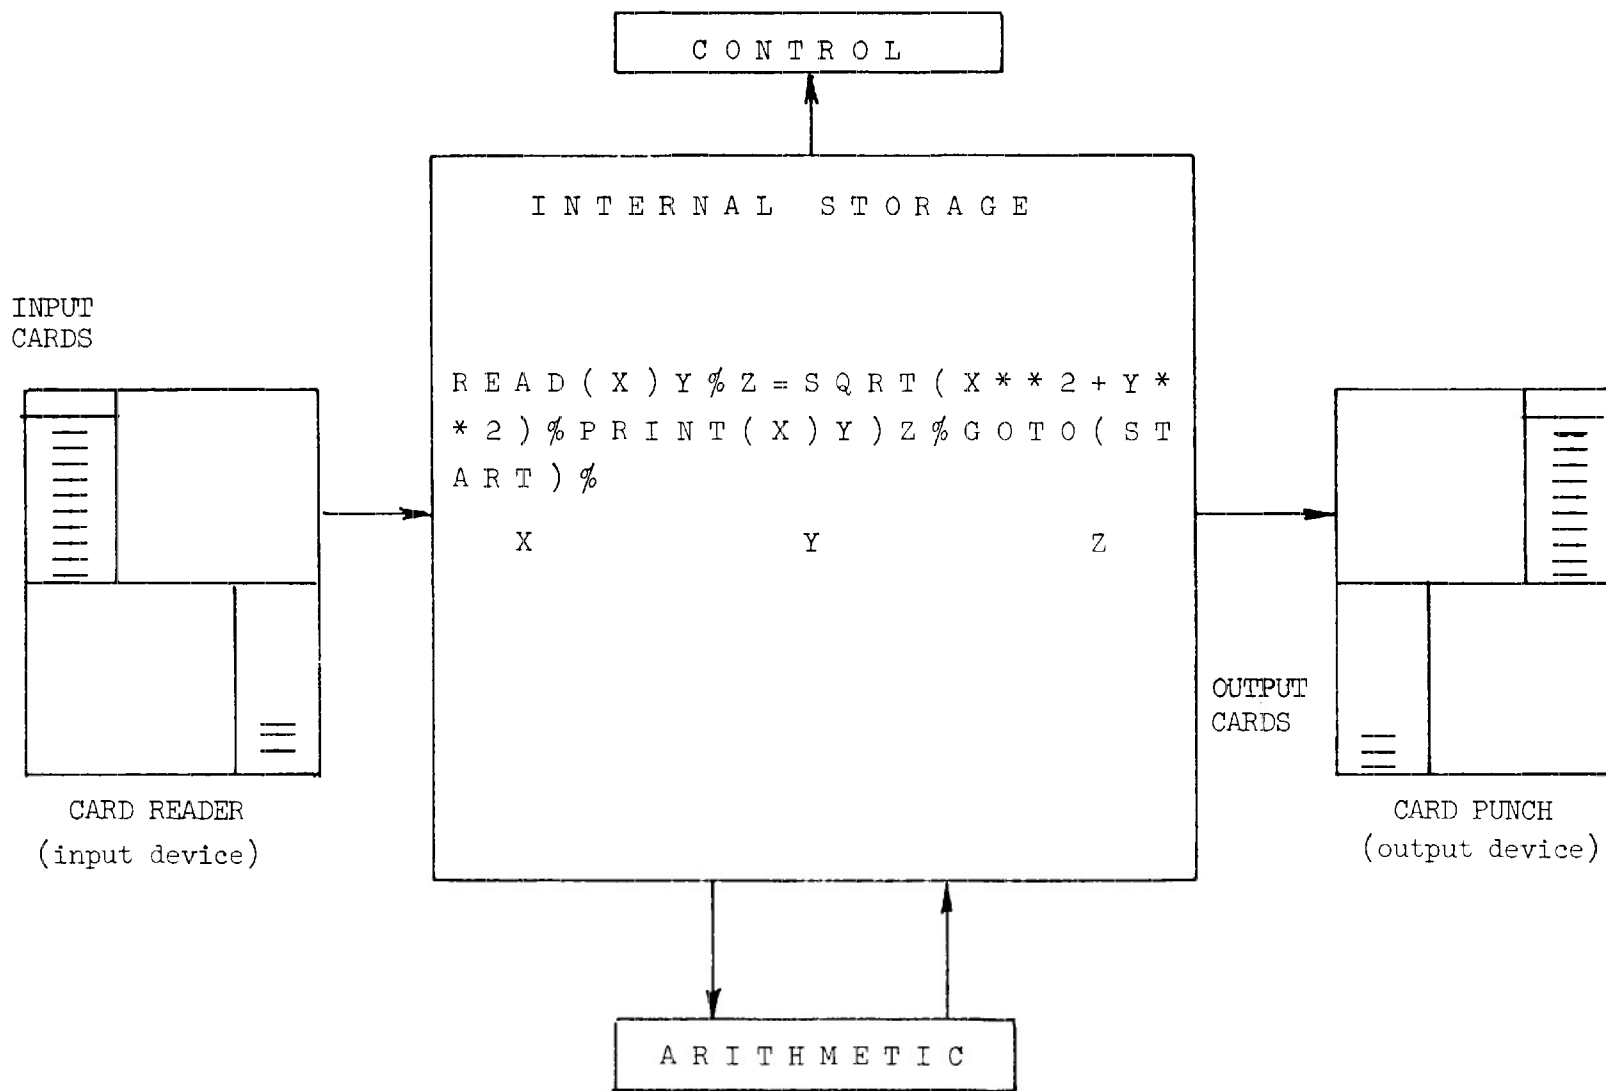 CONTROL
INTERNAL STORAGE
INPUT
CARDS
READ(X)Y%Z=SQRT(X**2+Y*
*2)%PRINT(X)Y)Z%GOTO(ST
ART)%
X Y Z
OUTPUT
CARDS
CARD READER
(input device)
CARD PUNCH
(output device)
ARITHMETIC